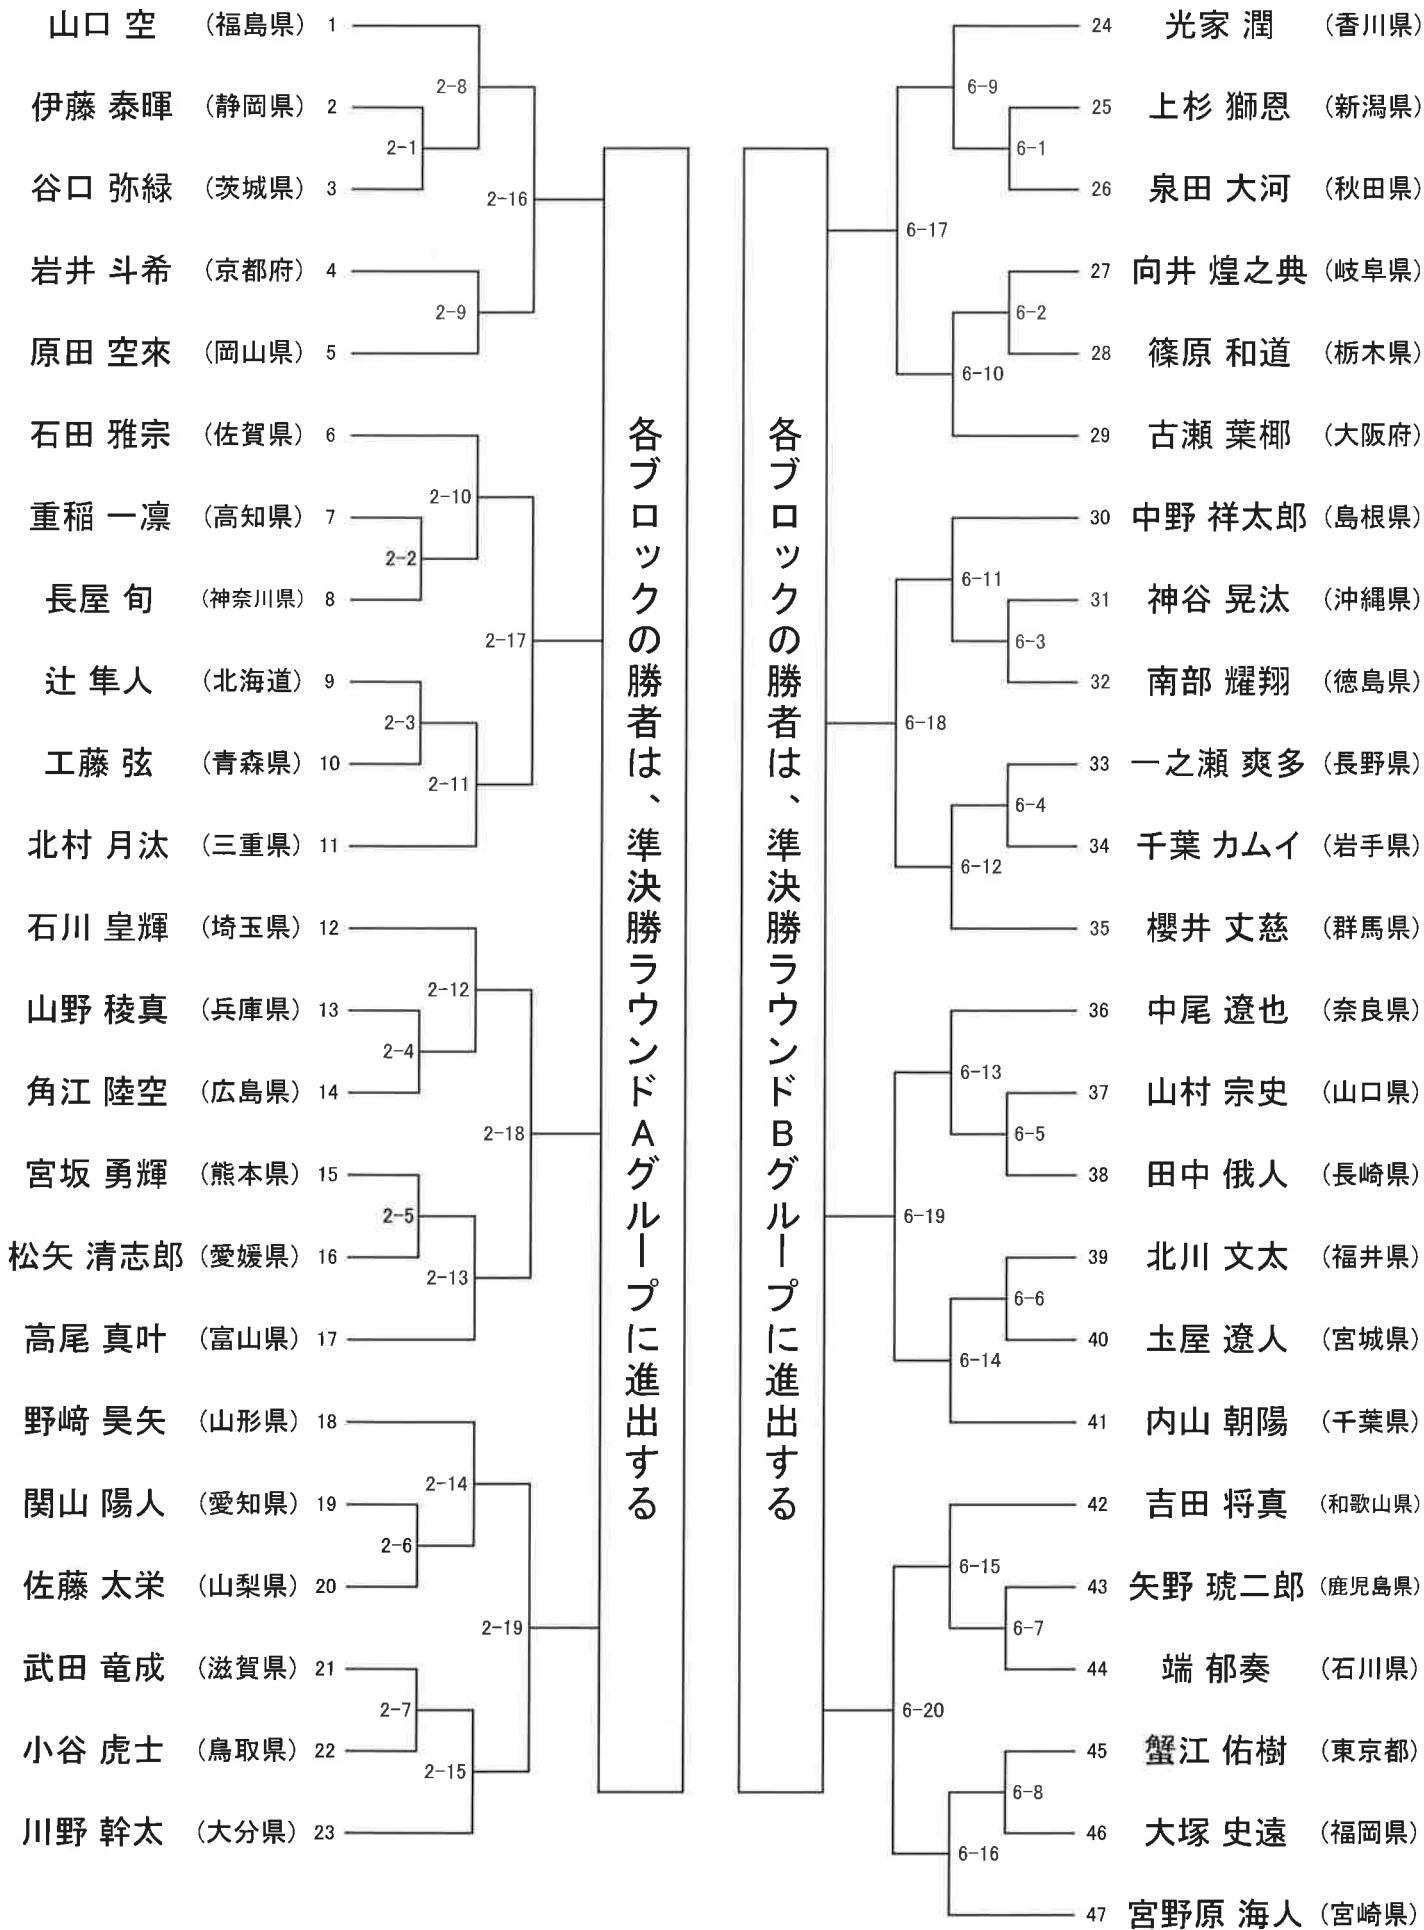 山口 空 （福島県） 1
2-8
伊藤 泰暉 （静岡県） 2
2-1
谷口 弥緑 （茨城県） 3
2-16
岩井 斗希 （京都府） 4
2-9
原田 空來 （岡山県） 5
石田 雅宗 （佐賀県） 6
2-10
重稲 一凛 （高知県） 7
2-2
長屋 旬 （神奈川県） 8
2-17
辻 隼人 （北海道） 9
2-3
工藤 弦 （青森県） 10
2-11
北村 月汰 （三重県） 11
石川 皇輝 （埼玉県） 12
2-12
山野 稜真 （兵庫県） 13
2-4
角江 陸空 （広島県） 14
2-18
宮坂 勇輝 （熊本県） 15
2-5
松矢 清志郎 （愛媛県） 16
2-13
高尾 真叶 （富山県） 17
野﨑 昊矢 （山形県） 18
2-14
関山 陽人 （愛知県） 19
2-6
佐藤 太栄 （山梨県） 20
2-19
武田 竜成 （滋賀県） 21
2-7
小谷 虎士 （鳥取県） 22
2-15
川野 幹太 （大分県） 23
各ブロックの勝者は、準決勝ラウンドAグループに進出する
各ブロックの勝者は、準決勝ラウンドBグループに進出する
24 光家 潤 （香川県）
6-9
25 上杉 獅恩 （新潟県）
6-1
26 泉田 大河 （秋田県）
6-17
27 向井 煌之典 （岐阜県）
6-2
28 篠原 和道 （栃木県）
6-10
29 古瀬 葉椰 （大阪府）
30 中野 祥太郎 （島根県）
6-11
31 神谷 晃汰 （沖縄県）
6-3
32 南部 耀翔 （徳島県）
6-18
33 一之瀬 爽多 （長野県）
6-4
34 千葉 カムイ （岩手県）
6-12
35 櫻井 丈慈 （群馬県）
36 中尾 遼也 （奈良県）
6-13
37 山村 宗史 （山口県）
6-5
38 田中 俄人 （長崎県）
6-19
39 北川 文太 （福井県）
6-6
40 圡屋 遼人 （宮城県）
6-14
41 内山 朝陽 （千葉県）
42 吉田 将真 （和歌山県）
6-15
43 矢野 琥二郎 （鹿児島県）
6-7
44 端 郁奏 （石川県）
6-20
45 蟹江 佑樹 （東京都）
6-8
46 大塚 史遠 （福岡県）
6-16
47 宮野原 海人 （宮崎県）